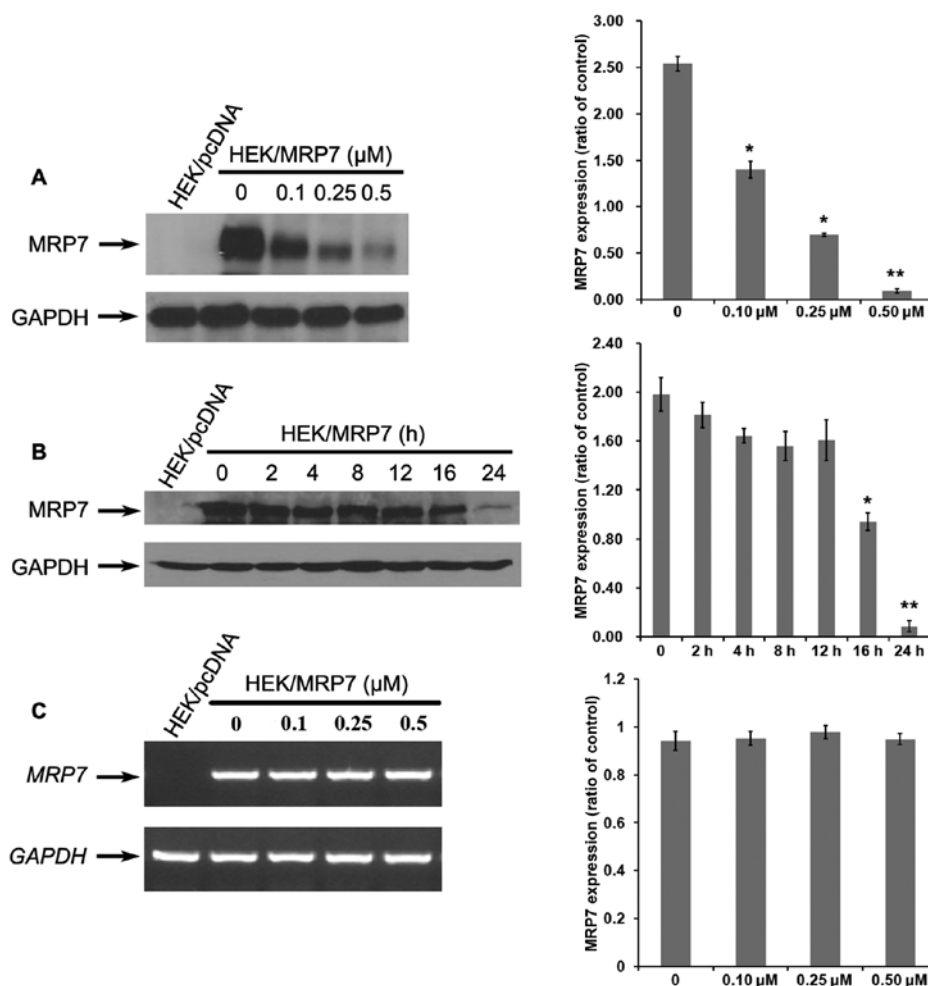 A
HEK/pcDNA
HEK/MRP7 (µM)
0 0.1 0.25 0.5
MRP7
GAPDH
MRP7 expression (ratio of control)
3.00
2.50
2.00
1.50
1.00
0.50
0.00
*
*
**
0 0.10 µM 0.25 µM 0.50 µM
B
HEK/pcDNA
HEK/MRP7 (h)
0 2 4 8 12 16 24
MRP7
GAPDH
MRP7 expression (ratio of control)
2.40
2.00
1.60
1.20
0.80
0.40
0.00
*
**
0 2 h 4 h 8 h 12 h 16 h 24 h
C
HEK/pcDNA
HEK/MRP7 (µM)
0 0.1 0.25 0.5
MRP7
GAPDH
MRP7 expression (ratio of control)
1.2
1
0.8
0.6
0.4
0.2
0
0 0.10 µM 0.25 µM 0.50 µM